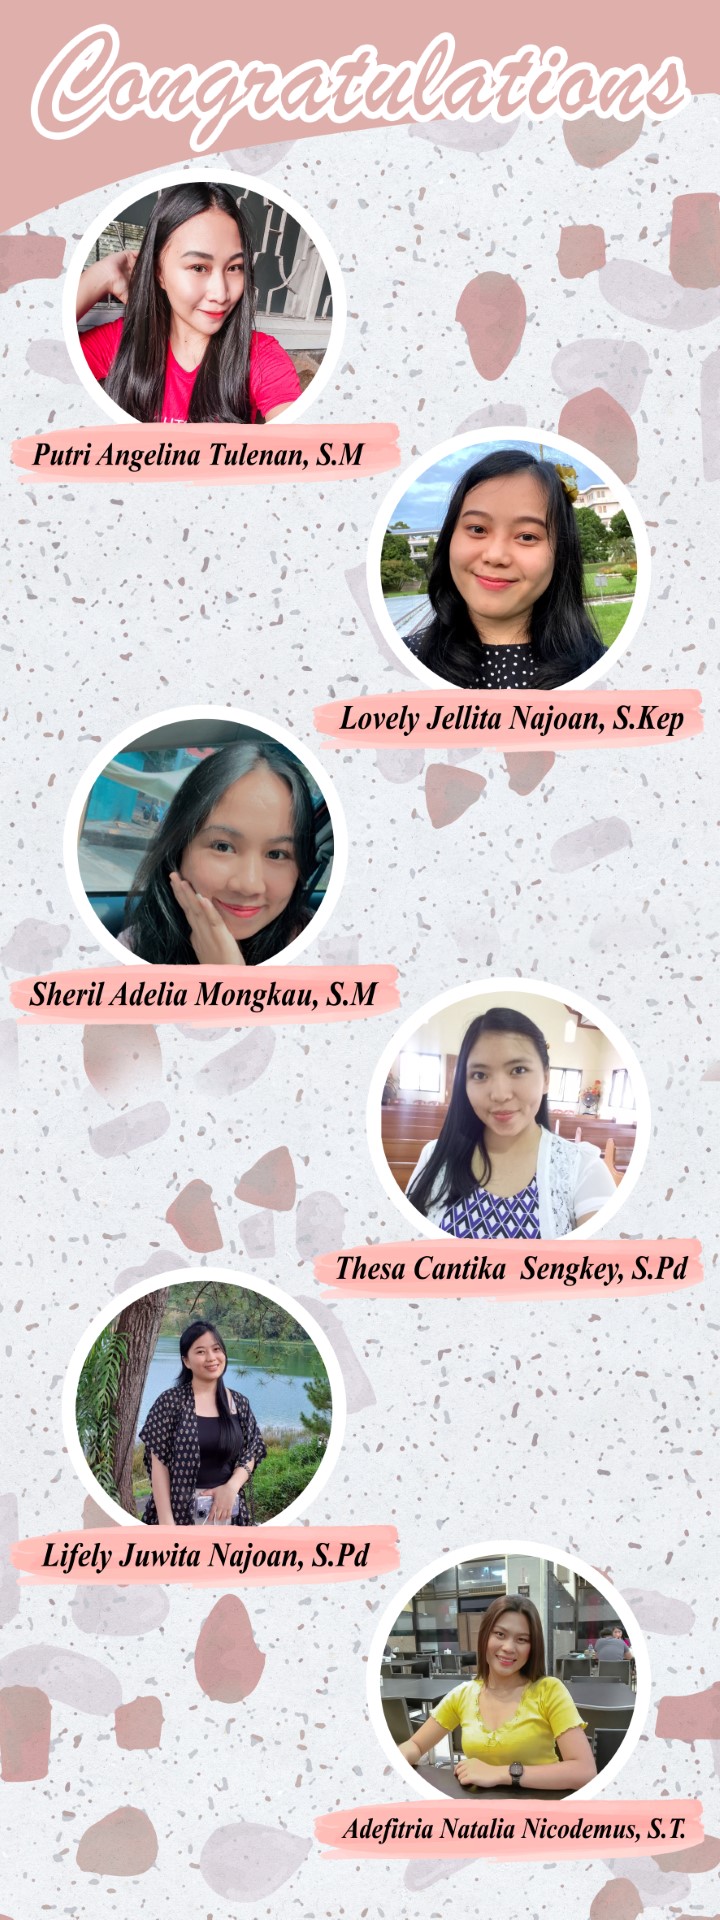 Congratulations
Putri Angelina Tulenan, S.M
Lovely Jellita Najoan, S.Kep
Sheril Adelia Mongkau, S.M
Thesa Cantika Sengkey, S.Pd
Lifely Juwita Najoan, S.Pd
Adefitria Natalia Nicodemus, S.T.